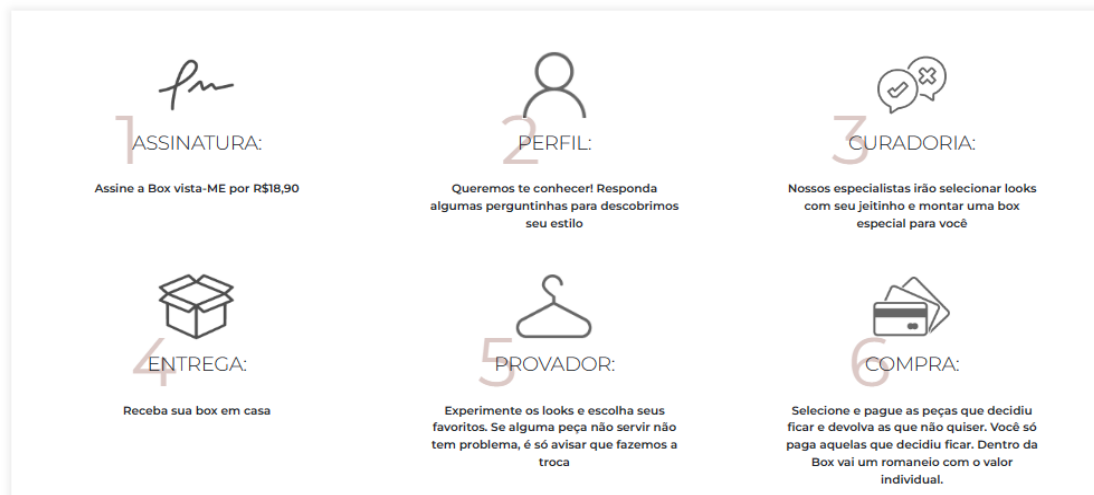 1
ASSINATURA:
Assine a Box vista-ME por R$18,90
2
PERFIL:
Queremos te conhecer! Responda
algumas perguntinhas para descobrimos
seu estilo
3
CURADORIA:
Nossos especialistas irão selecionar looks
com seu jeitinho e montar uma box
especial para você
4
ENTREGA:
Receba sua box em casa
5
PROVADOR:
Experimente os looks e escolha seus
favoritos. Se alguma peça não servir não
tem problema, é só avisar que fazemos a
troca
6
COMPRA:
Selecione e pague as peças que decidiu
ficar e devolva as que não quiser. Você só
paga aquelas que decidiu ficar. Dentro da
Box vai um romaneio com o valor
individual.